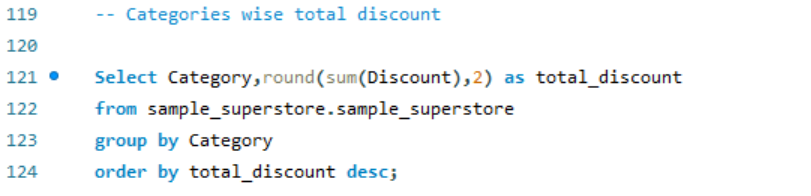 119 -- Categories wise total discount
120
121 Select Category,round(sum(Discount),2) as total_discount
122 from sample_superstore.sample_superstore
123 group by Category
124 order by total_discount desc;